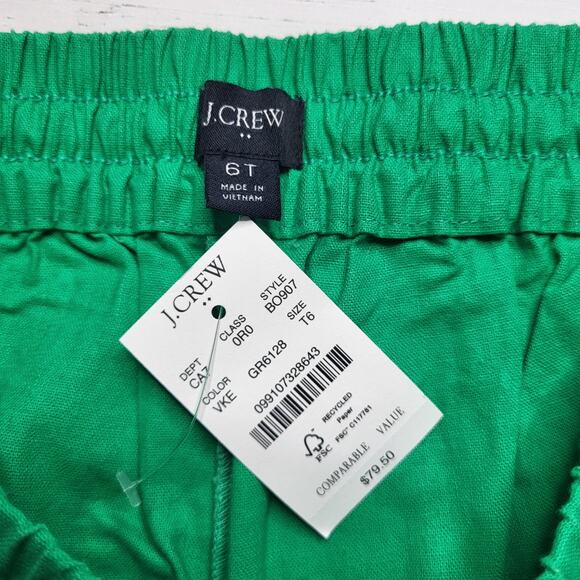 J.CREW
6T
MADE IN
VIETNAM
J.CREW
STYLE
BO907
SIZE
T6
CLASS
0R0
DEPT
CA7
COLOR
VKE
GR6128
099107328643
RECYCLED
Paper
FSC® C117781
FSC
COMPARABLE VALUE
$79.50